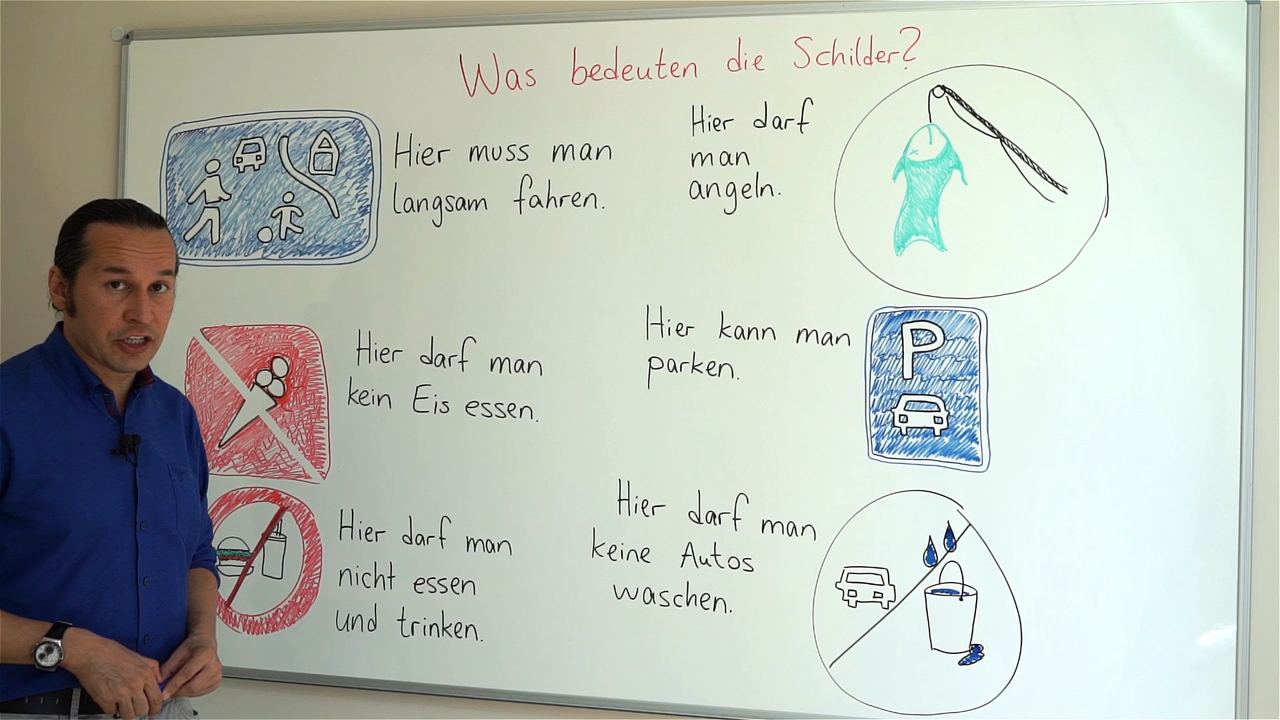 Was bedeuten die Schilder?
Hier muss man
langsam fahren.
Hier darf
man
angeln.
Hier darf man
kein Eis essen.
Hier kann man
parken.
P
Hier darf man
nicht essen
und trinken.
Hier darf man
keine Autos
waschen.